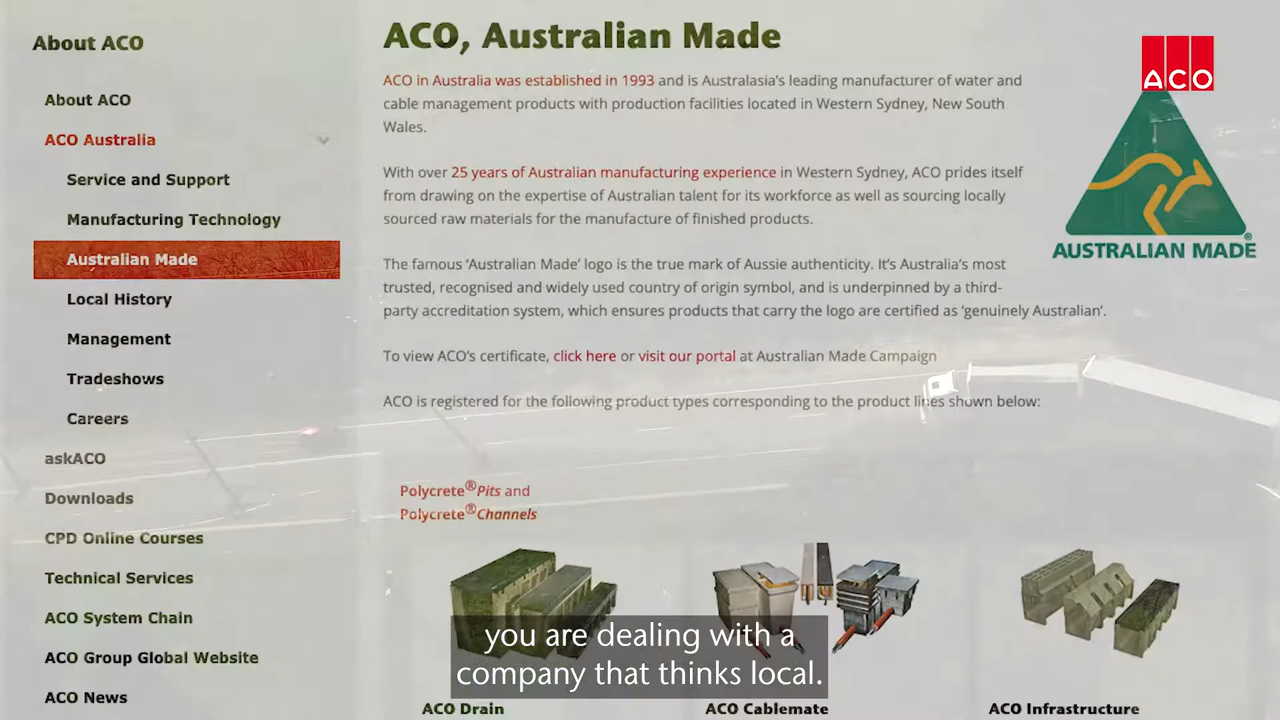 About ACO
About ACO
ACO Australia
Service and Support
Manufacturing Technology
Australian Made
Local History
Management
Tradeshows
Careers
askACO
Downloads
CPD Online Courses
Technical Services
ACO System Chain
ACO Group Global Website
ACO News
ACO, Australian Made
ACO in Australia was established in 1993 and is Australasia’s leading manufacturer of water and
cable management products with production facilities located in Western Sydney, New South
Wales.
With over 25 years of Australian manufacturing experience in Western Sydney, ACO prides itself
from drawing on the expertise of Australian talent for its workforce as well as sourcing locally
sourced raw materials for the manufacture of finished products.
The famous ‘Australian Made’ logo is the true mark of Aussie authenticity. It’s Australia’s most
trusted, recognised and widely used country of origin symbol, and is underpinned by a third-
party accreditation system, which ensures products that carry the logo are certified as ‘genuinely Australian’.
To view ACO’s certificate, click here or visit our portal at Australian Made Campaign
ACO is registered for the following product types corresponding to the product lines shown below:
ACO
AUSTRALIAN MADE®
Polycrete® Pits and
Polycrete® Channels
you are dealing with a
company that thinks local.
ACO Drain
ACO Cablemate
ACO Infrastructure